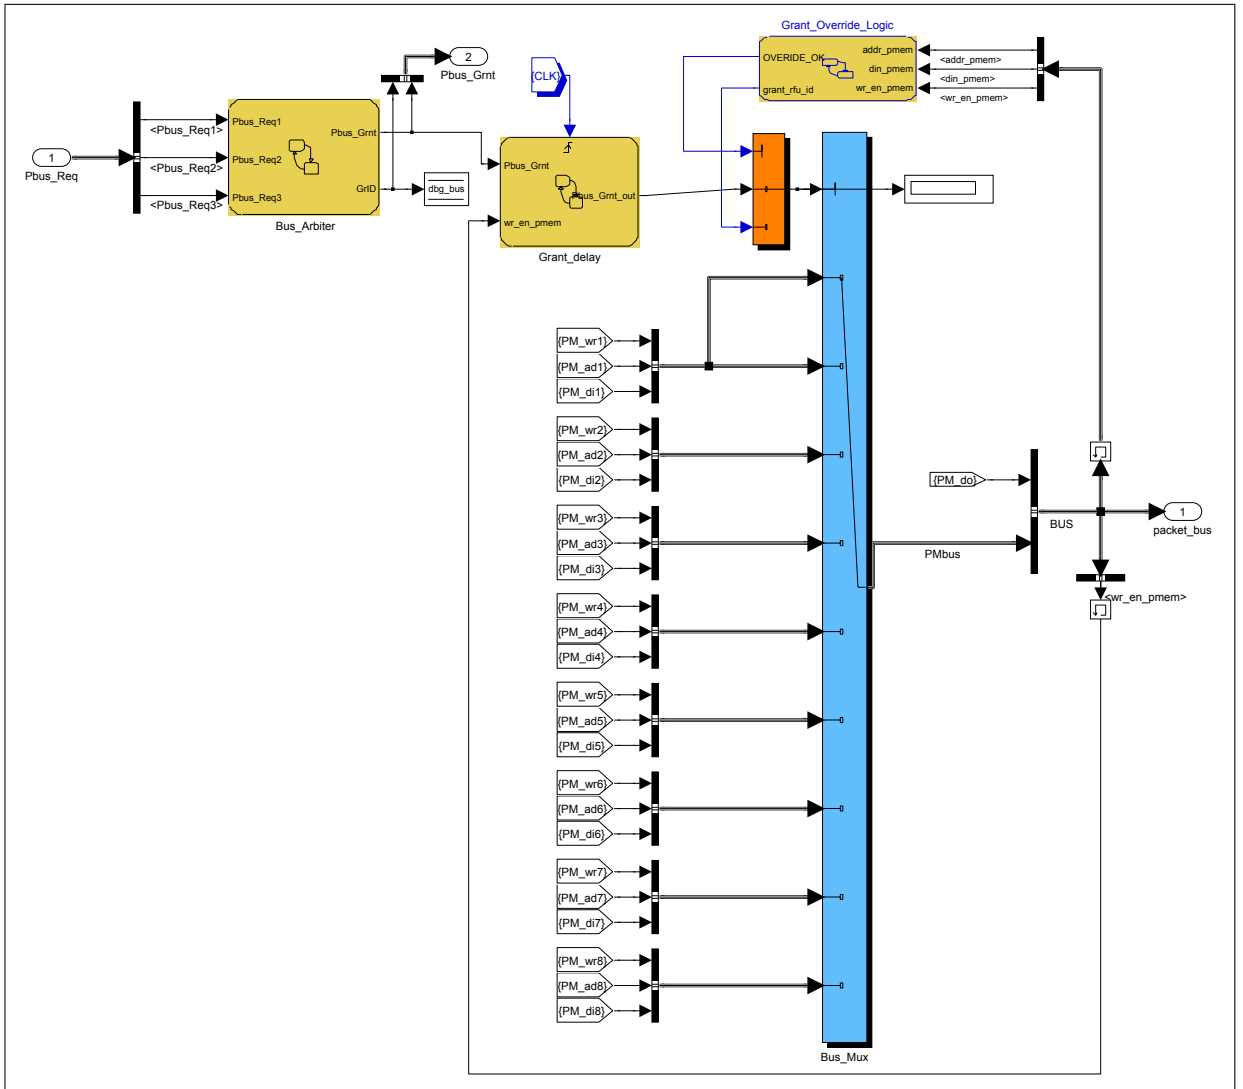 Grant_Override_Logic
OVERIDE_OK
grant_rfu_id
addr_pmem
din_pmem
wr_en_pmem
<addr_pmem>
<din_pmem>
<wr_en_pmem>
2
Pbus_Grnt
{CLK}
1
Pbus_Req
<Pbus_Req1>
<Pbus_Req2>
<Pbus_Req3>
Pbus_Req1
Pbus_Req2
Pbus_Req3
Pbus_Grnt
GrID
Bus_Arbiter
dbg_bus
Pbus_Grnt
Pbus_Grnt_out
wr_en_pmem
Grant_delay
{PM_wr1}
{PM_ad1}
{PM_di1}
{PM_wr2}
{PM_ad2}
{PM_di2}
{PM_wr3}
{PM_ad3}
{PM_di3}
{PM_wr4}
{PM_ad4}
{PM_di4}
{PM_wr5}
{PM_ad5}
{PM_di5}
{PM_wr6}
{PM_ad6}
{PM_di6}
{PM_wr7}
{PM_ad7}
{PM_di7}
{PM_wr8}
{PM_ad8}
{PM_di8}
Bus_Mux
{PM_do}
PMbus
BUS
1
packet_bus
<wr_en_pmem>